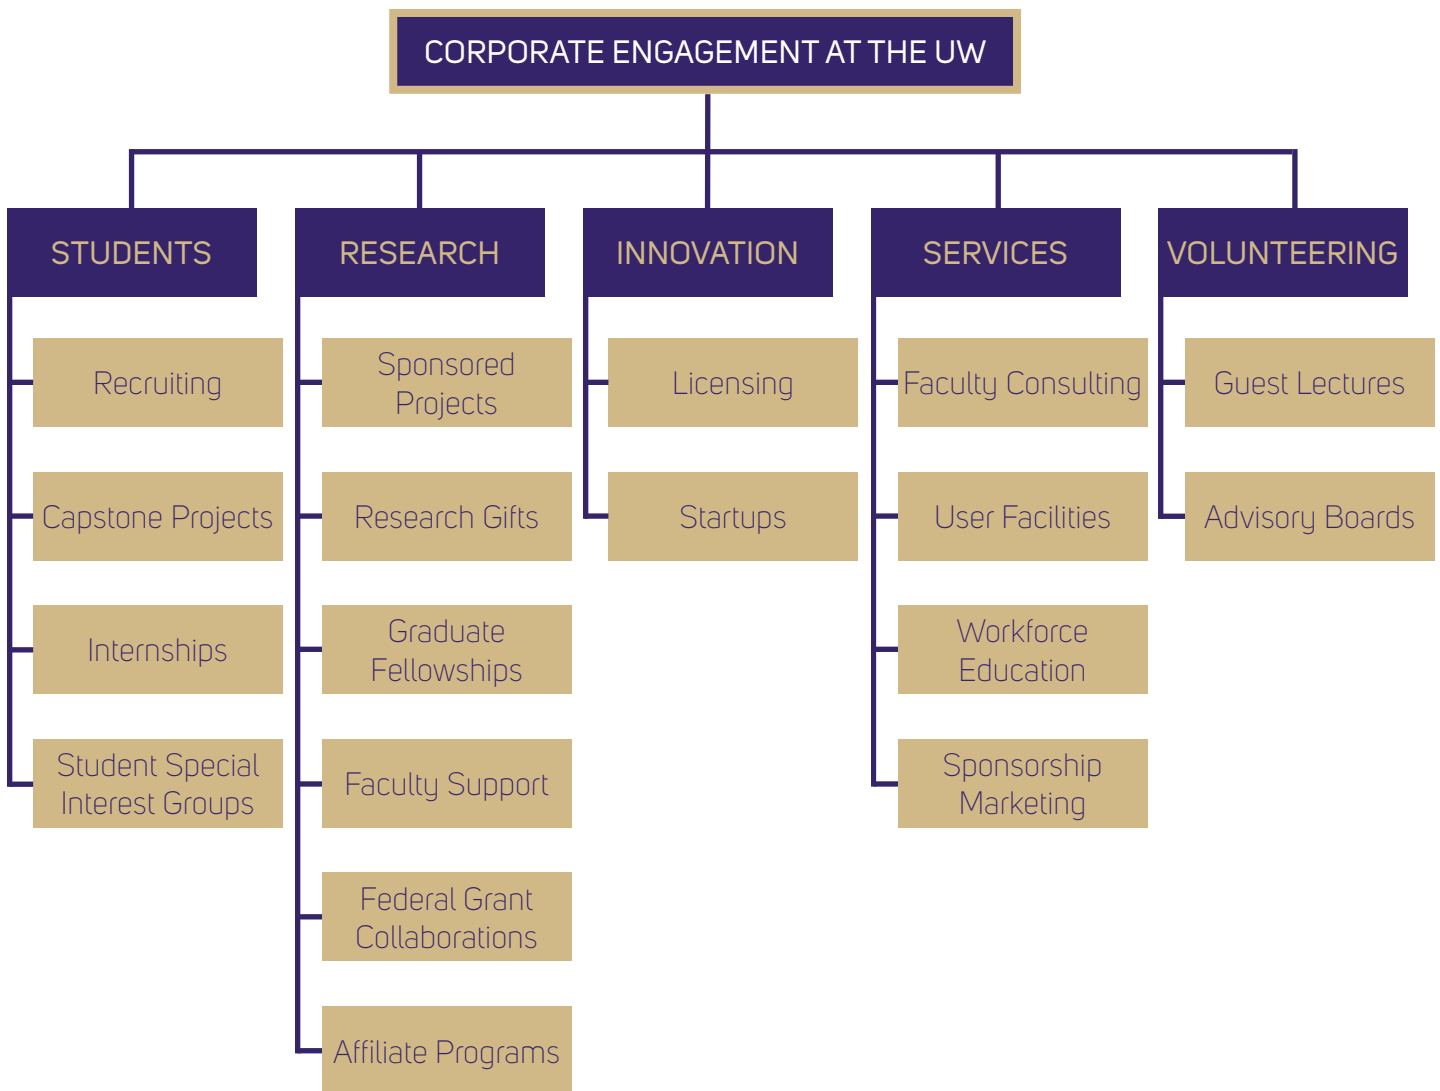 CORPORATE ENGAGEMENT AT THE UW
STUDENTS
Recruiting
Capstone Projects
Internships
Student Special
Interest Groups
RESEARCH
Sponsored
Projects
Research Gifts
Graduate
Fellowships
Faculty Support
Federal Grant
Collaborations
Affiliate Programs
INNOVATION
Licensing
Startups
SERVICES
Faculty Consulting
User Facilities
Workforce
Education
Sponsorship
Marketing
VOLUNTEERING
Guest Lectures
Advisory Boards